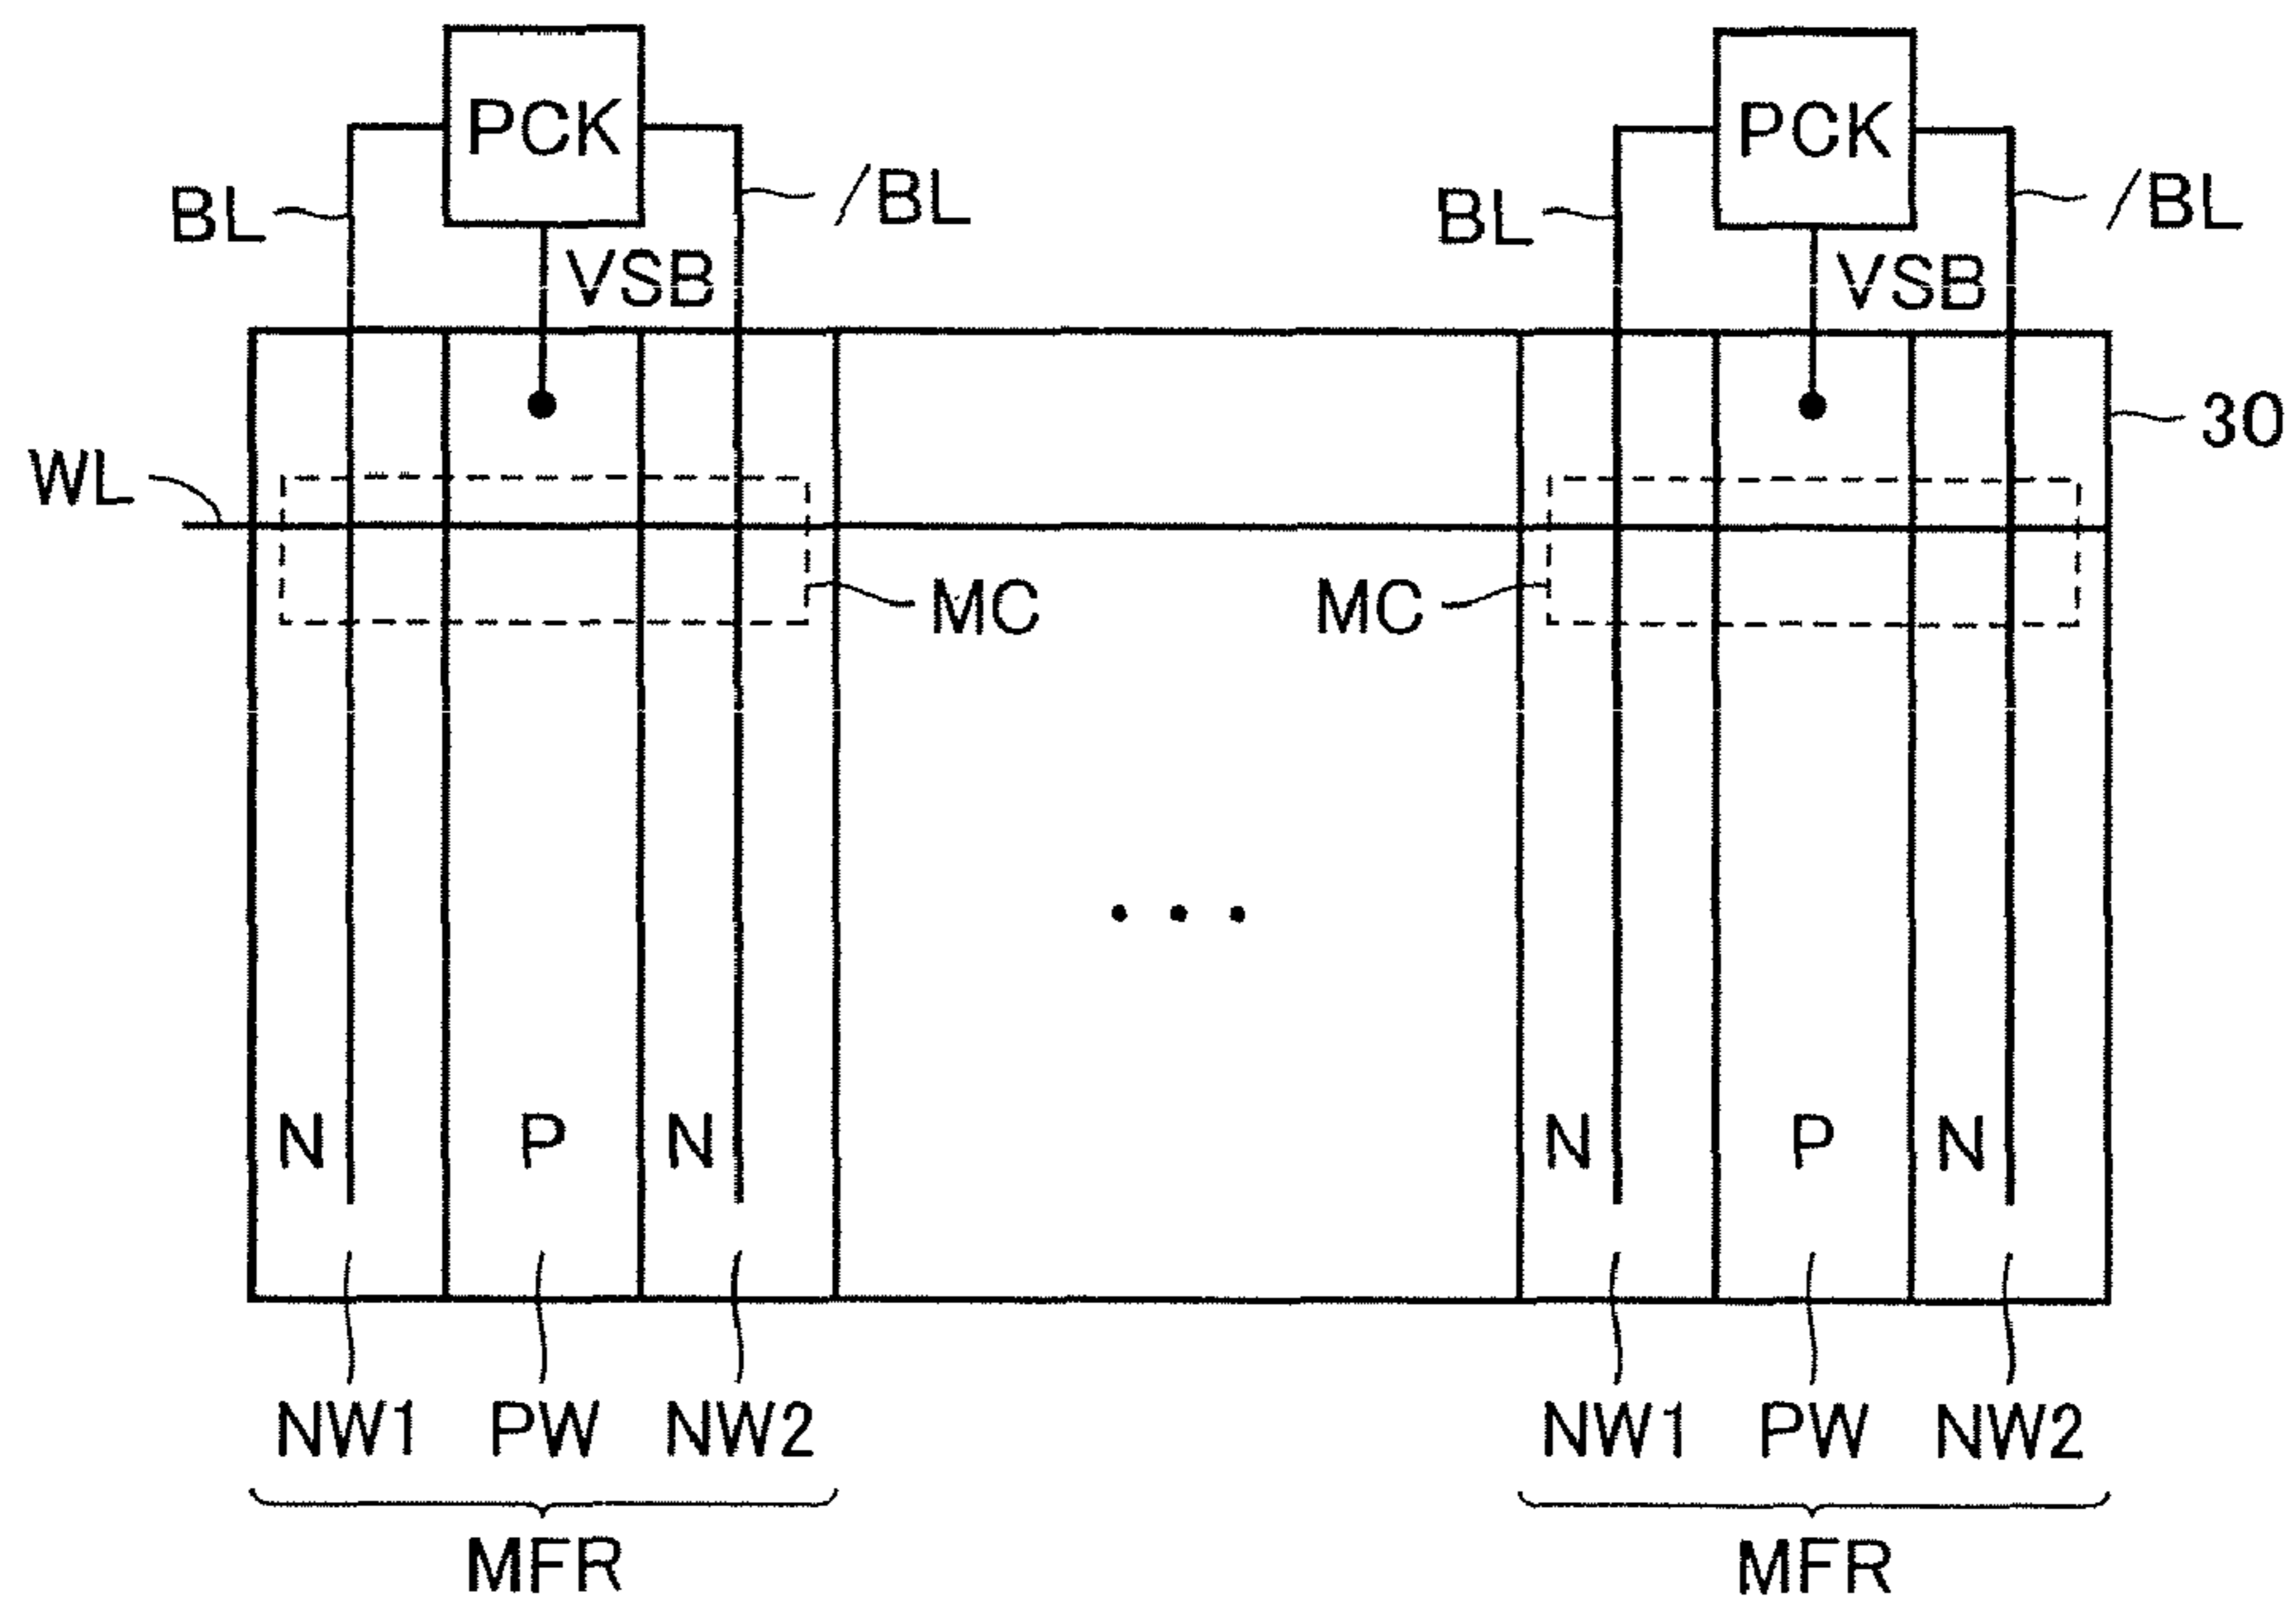 PCK PCK
BL /BL BL /BL
VSB VSB
30
WL
MC MC
N P N N P N
NW1 PW NW2 NW1 PW NW2
MFR MFR